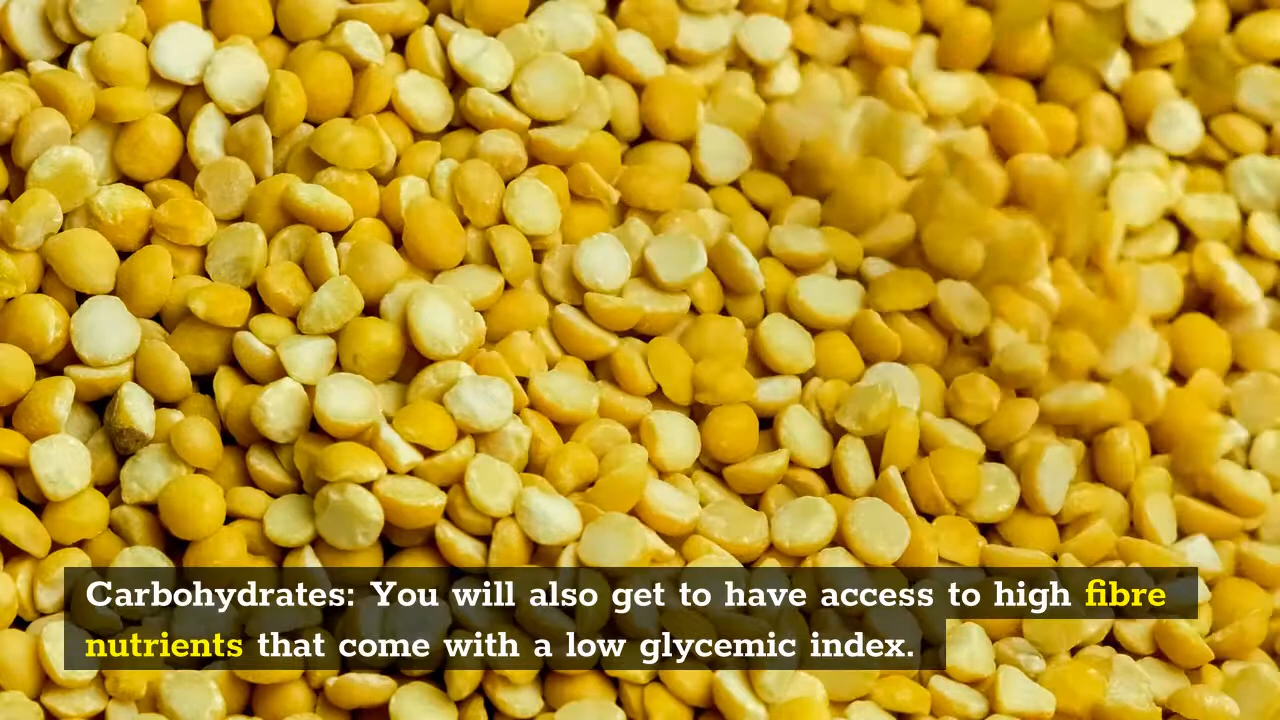 Carbohydrates: You will also get to have access to high fibre
nutrients that come with a low glycemic index.